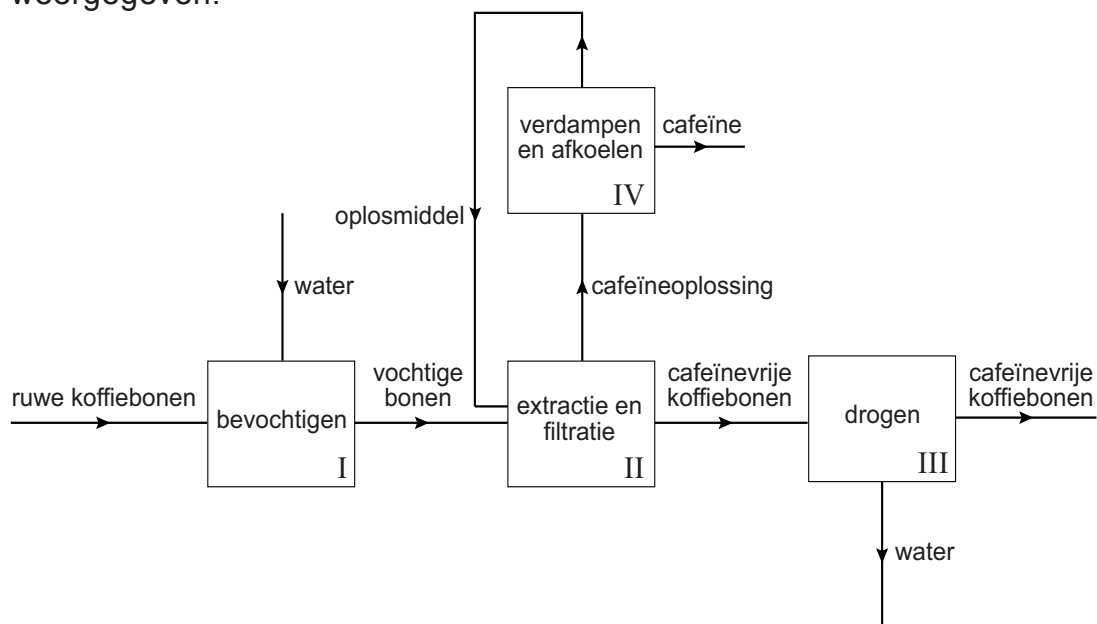 weergegeven.
verdampen
en afkoelen
IV
cafeïne
oplosmiddel
water
cafeïneoplossing
ruwe koffiebonen
bevochtigen
I
vochtige
bonen
extractie en
filtratie
II
cafeïnevrije
koffiebonen
drogen
III
cafeïnevrije
koffiebonen
water